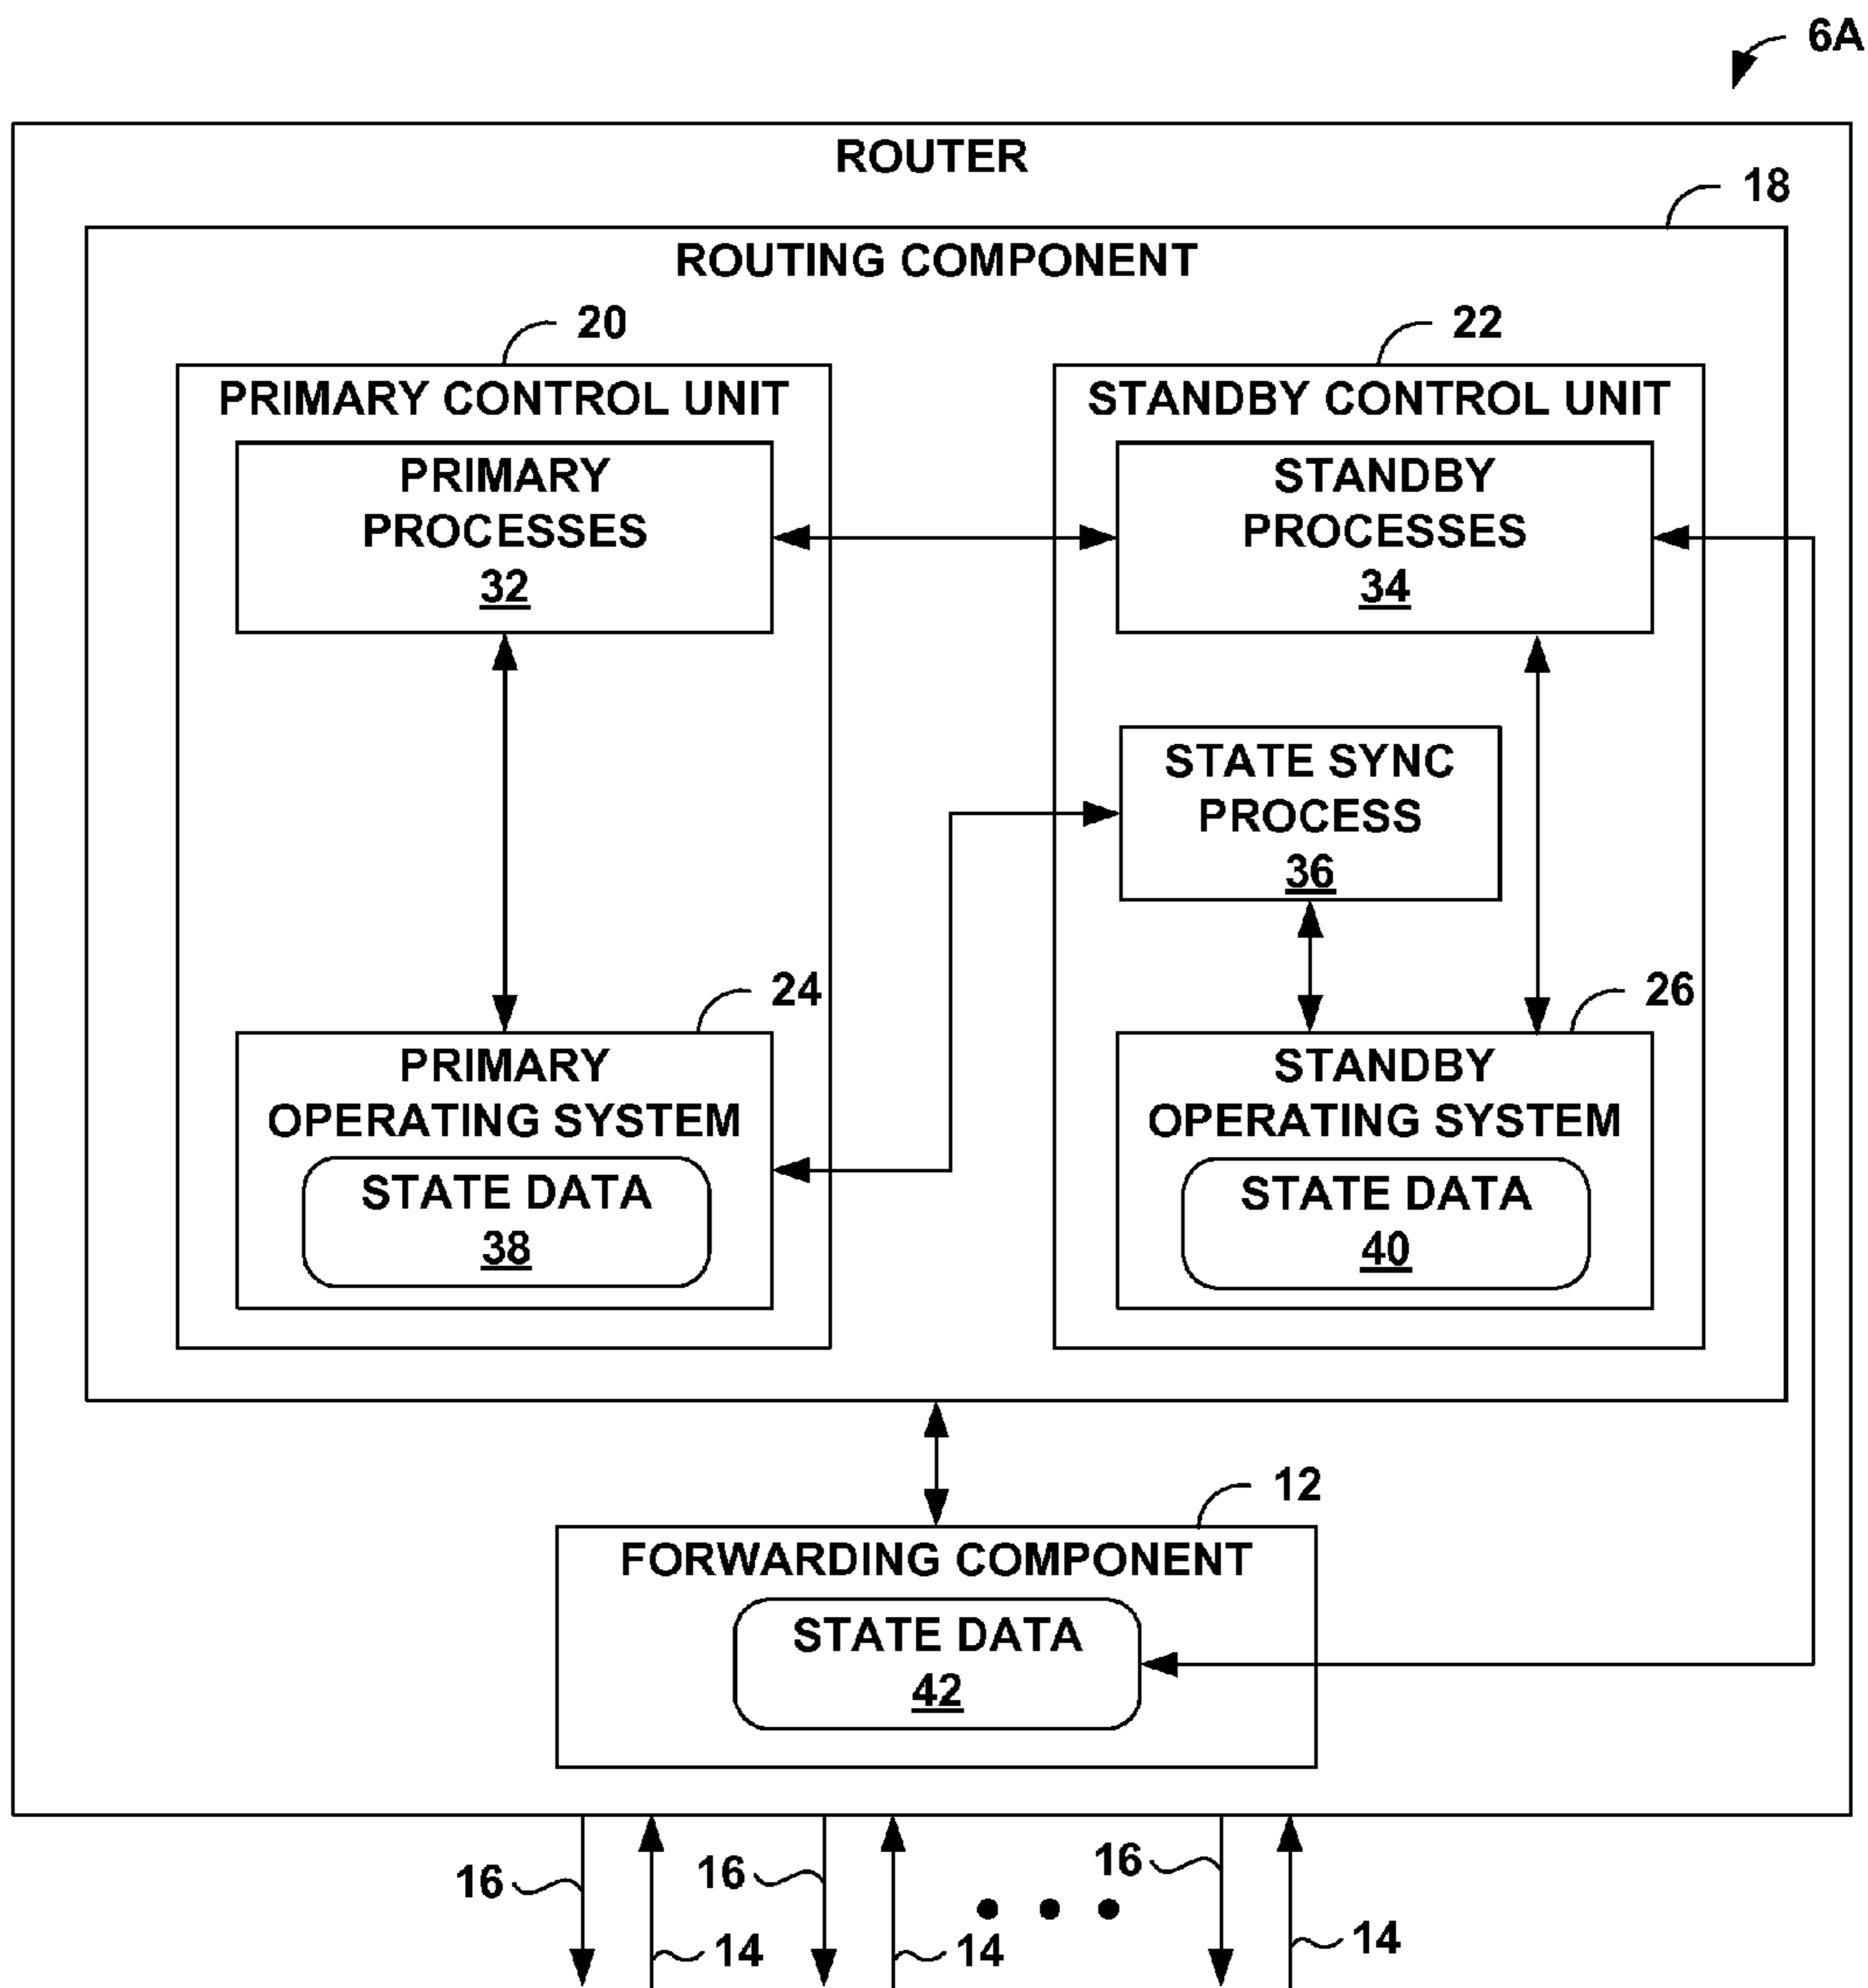 6A
ROUTER
18
ROUTING COMPONENT
20
22
PRIMARY CONTROL UNIT
STANDBY CONTROL UNIT
PRIMARY
PROCESSES
32
STANDBY
PROCESSES
34
STATE SYNC
PROCESS
36
24
26
PRIMARY
OPERATING SYSTEM
STATE DATA
38
STANDBY
OPERATING SYSTEM
STATE DATA
40
12
FORWARDING COMPONENT
STATE DATA
42
16
16
16
14
14
14